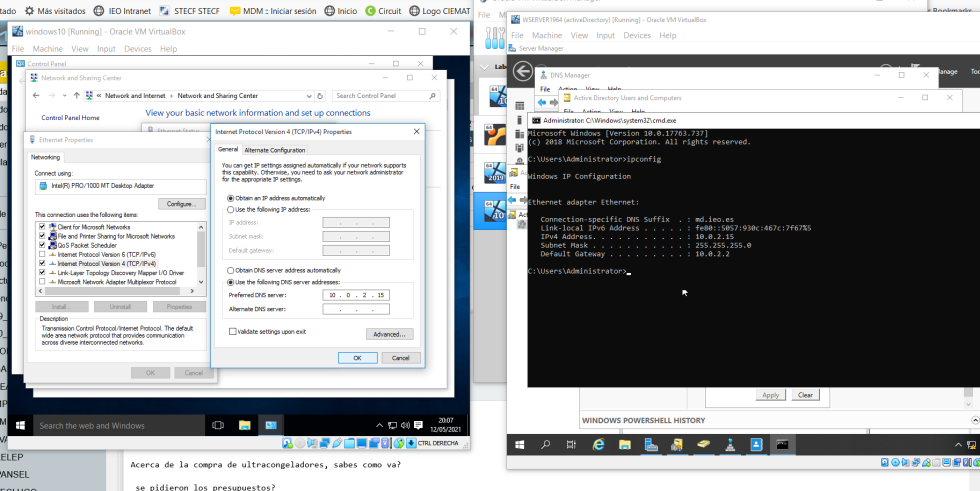 tado Más visitados IEO Intranet STECF STECF MDM :: Iniciar sesión Inicio Circuit Logo CIEMAT
Bookmarks
windows10 [Running] - Oracle VM VirtualBox
File Machine View Input Devices Help
Control Panel
Network and Sharing Center
« Network and Internet › Network and Sharing Center
Search Control Panel
Control Panel Home
View your basic network information and set up connections
Ethernet Status
Ethernet Properties
Networking
Connect using:
Intel(R) PRO/1000 MT Desktop Adapter
Configure...
This connection uses the following items:
Client for Microsoft Networks
File and Printer Sharing for Microsoft Networks
QoS Packet Scheduler
Internet Protocol Version 6 (TCP/IPv6)
Internet Protocol Version 4 (TCP/IPv4)
Link-Layer Topology Discovery Mapper I/O Driver
Microsoft Network Adapter Multiplexor Protocol
Install... Uninstall Properties
Description
Transmission Control Protocol/Internet Protocol. The default
wide area network protocol that provides communication
across diverse interconnected networks.
OK Cancel
Internet Protocol Version 4 (TCP/IPv4) Properties
General Alternate Configuration
You can get IP settings assigned automatically if your network supports
this capability. Otherwise, you need to ask your network administrator
for the appropriate IP settings.
Obtain an IP address automatically
Use the following IP address:
IP address:
Subnet mask:
Default gateway:
Obtain DNS server address automatically
Use the following DNS server addresses:
Preferred DNS server: 10 . 0 . 2 . 15
Alternate DNS server:
Validate settings upon exit
Advanced...
OK Cancel
Search the web and Windows
20:07
12/05/2021
CTRL DERECHA
Acerca de la compra de ultracongeladores, sabes como va?
se pidieron los presupuestos?
WSERVER1964 (activeDirectory) [Running] - Oracle VM VirtualBox
File Machine View Input Devices Help
Server Manager
DNS Manager
File Action View Help
Active Directory Users and Computers
File Action View Help
Administrator: C:\Windows\system32\cmd.exe
Microsoft Windows [Version 10.0.17763.737]
(c) 2018 Microsoft Corporation. All rights reserved.
C:\Users\Administrator>ipconfig
Windows IP Configuration
Ethernet adapter Ethernet:
Connection-specific DNS Suffix . : md.ieo.es
Link-local IPv6 Address . . . . . : fe80::5057:930c:467c:7f67%5
IPv4 Address. . . . . . . . . . . : 10.0.2.15
Subnet Mask . . . . . . . . . . . : 255.255.255.0
Default Gateway . . . . . . . . . : 10.0.2.2
C:\Users\Administrator>
Apply Clear
WINDOWS POWERSHELL HISTORY